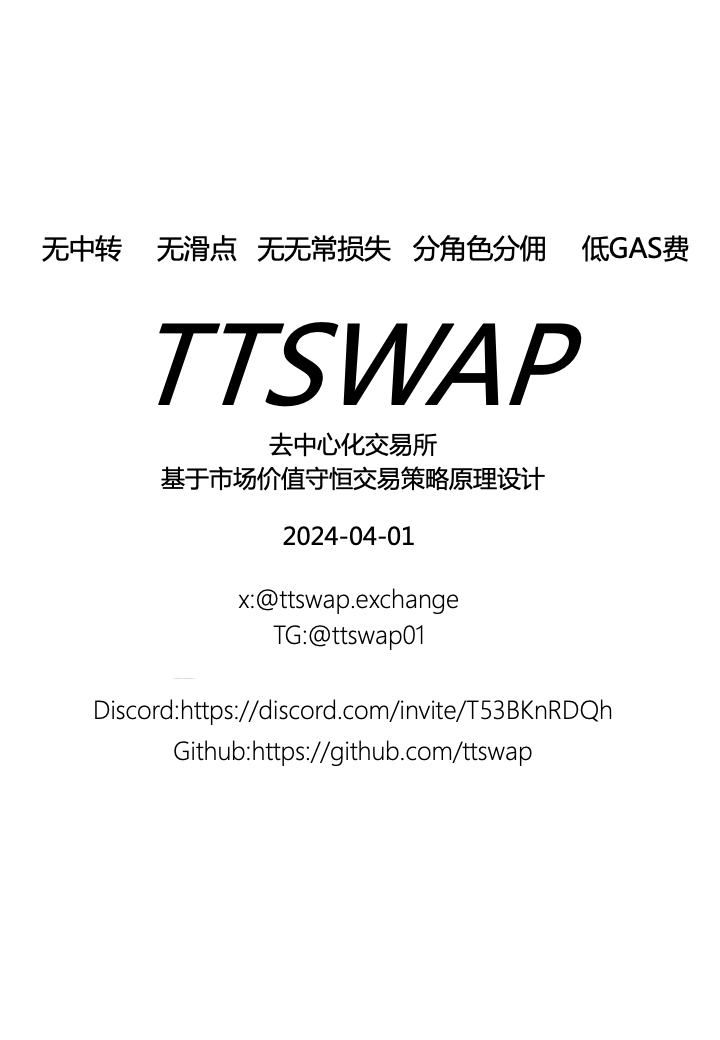 无中转 无滑点 无无常损失 分角色分佣 低GAS费
TTSWAP
去中心化交易所
基于市场价值守恒交易策略原理设计
2024-04-01
x:@ttswap.exchange
TG:@ttswap01
Discord:https://discord.com/invite/T53BKnRDQh
Github:https://github.com/ttswap